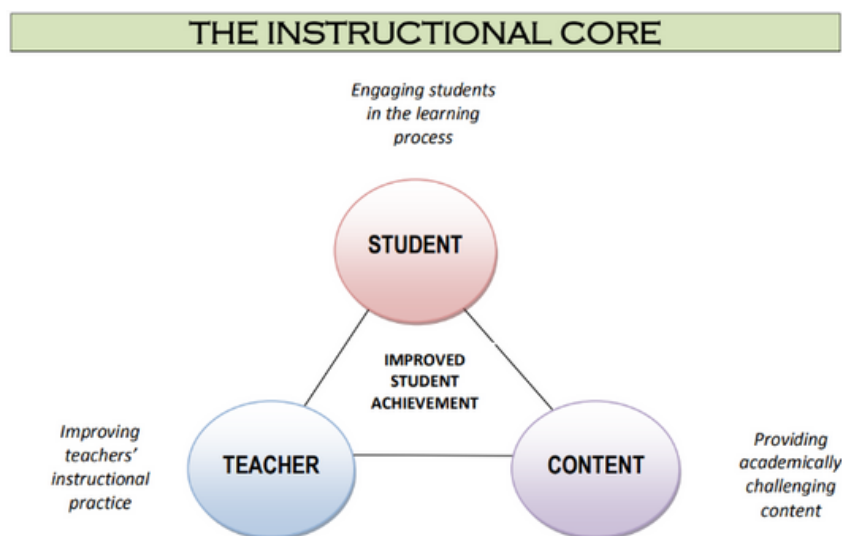 THE INSTRUCTIONAL CORE
Engaging students
in the learning
process
STUDENT
IMPROVED
STUDENT
ACHIEVEMENT
Improving
teachers’
instructional
practice
TEACHER
CONTENT
Providing
academically
challenging
content